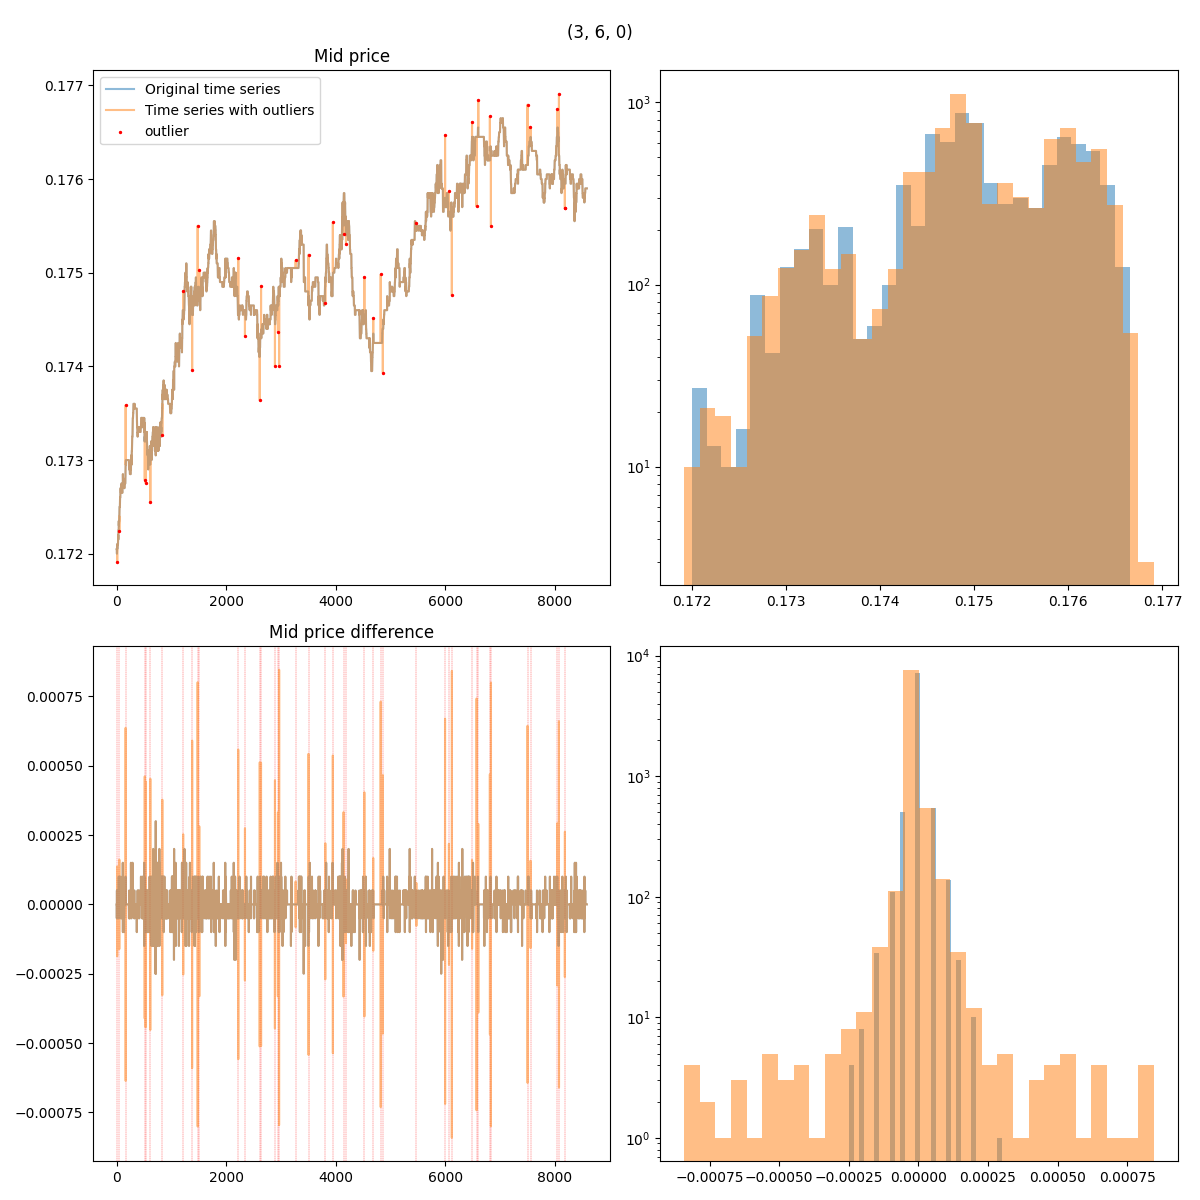 (3, 6, 0)
Mid price
Original time series
Time series with outliers
outlier
0.177
0.176
0.175
0.174
0.173
0.172
0 2000 4000 6000 8000
10³
10²
10¹
0.172 0.173 0.174 0.175 0.176 0.177
Mid price difference
0.00075
0.00050
0.00025
0.00000
−0.00025
−0.00050
−0.00075
0 2000 4000 6000 8000
10⁴
10³
10²
10¹
10⁰
−0.00075 −0.00050 −0.00025 0.00000 0.00025 0.00050 0.00075